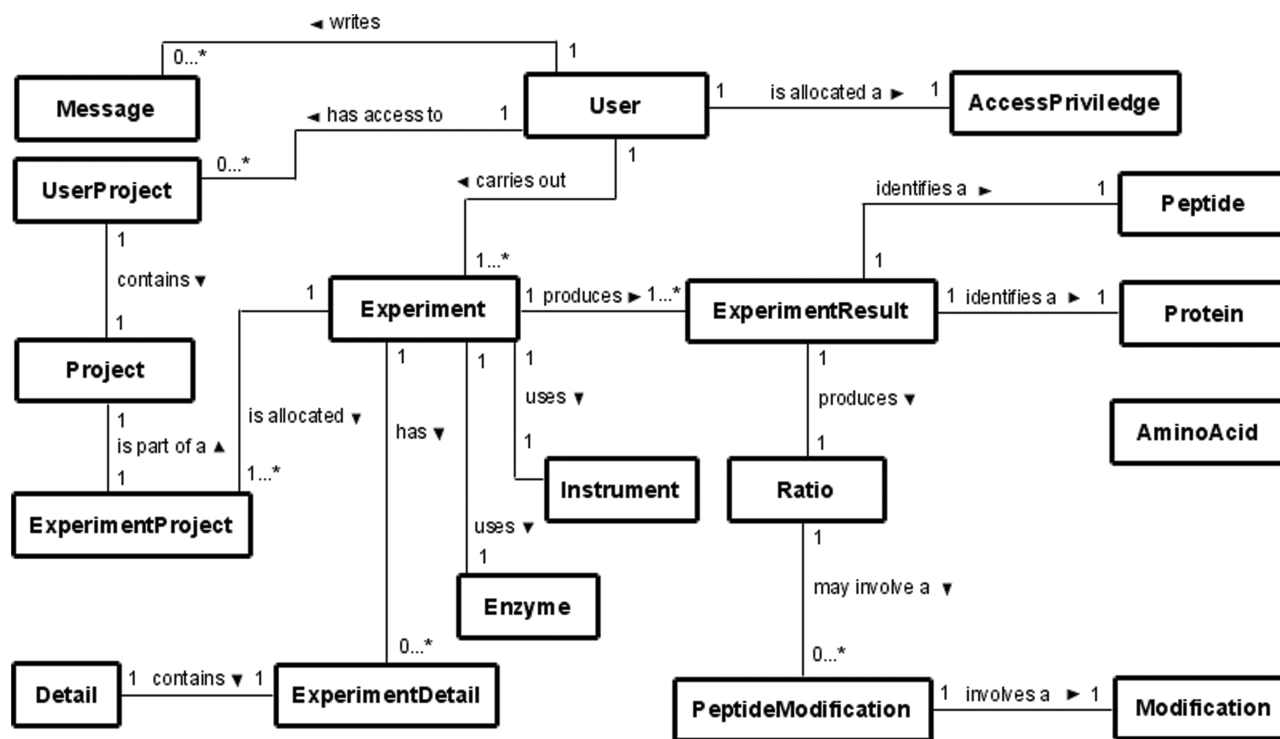 ◄ writes
0...*
1
Message
User
1
is allocated a ►
1
AccessPriviledge
◄ has access to
1
0...*
UserProject
1
◄ carries out
identifies a ►
1
Peptide
1
contains ▼
1
1...*
1
1
Experiment
1 produces ► 1...*
ExperimentResult
1 identifies a ► 1
Protein
Project
1
1
1
1
uses ▼
produces ▼
1
is part of a ▲
1
is allocated ▼
1...*
has ▼
1
1
AminoAcid
ExperimentProject
Instrument
Ratio
uses ▼
1
1
Enzyme
may involve a ▼
0...*
0...*
Detail
1 contains ▼ 1
ExperimentDetail
PeptideModification
1 involves a ► 1
Modification